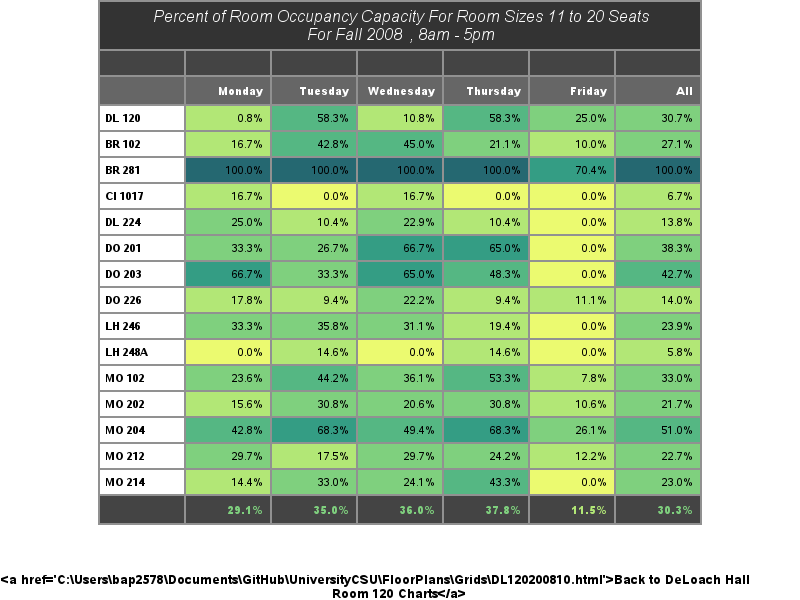 Percent of Room Occupancy Capacity For Room Sizes 11 to 20 Seats
For Fall 2008 , 8am - 5pm
Monday Tuesday Wednesday Thursday Friday All
DL 120 0.8% 58.3% 10.8% 58.3% 25.0% 30.7%
BR 102 16.7% 42.8% 45.0% 21.1% 10.0% 27.1%
BR 281 100.0% 100.0% 100.0% 100.0% 70.4% 100.0%
CI 1017 16.7% 0.0% 16.7% 0.0% 0.0% 6.7%
DL 224 25.0% 10.4% 22.9% 10.4% 0.0% 13.8%
DO 201 33.3% 26.7% 66.7% 65.0% 0.0% 38.3%
DO 203 66.7% 33.3% 65.0% 48.3% 0.0% 42.7%
DO 226 17.8% 9.4% 22.2% 9.4% 11.1% 14.0%
LH 246 33.3% 35.8% 31.1% 19.4% 0.0% 23.9%
LH 248A 0.0% 14.6% 0.0% 14.6% 0.0% 5.8%
MO 102 23.6% 44.2% 36.1% 53.3% 7.8% 33.0%
MO 202 15.6% 30.8% 20.6% 30.8% 10.6% 21.7%
MO 204 42.8% 68.3% 49.4% 68.3% 26.1% 51.0%
MO 212 29.7% 17.5% 29.7% 24.2% 12.2% 22.7%
MO 214 14.4% 33.0% 24.1% 43.3% 0.0% 23.0%
29.1% 35.0% 36.0% 37.8% 11.5% 30.3%
<a href='C:\Users\bap2578\Documents\GitHub\UniversityCSU\FloorPlans\Grids\DL120200810.html'>Back to DeLoach Hall
Room 120 Charts</a>